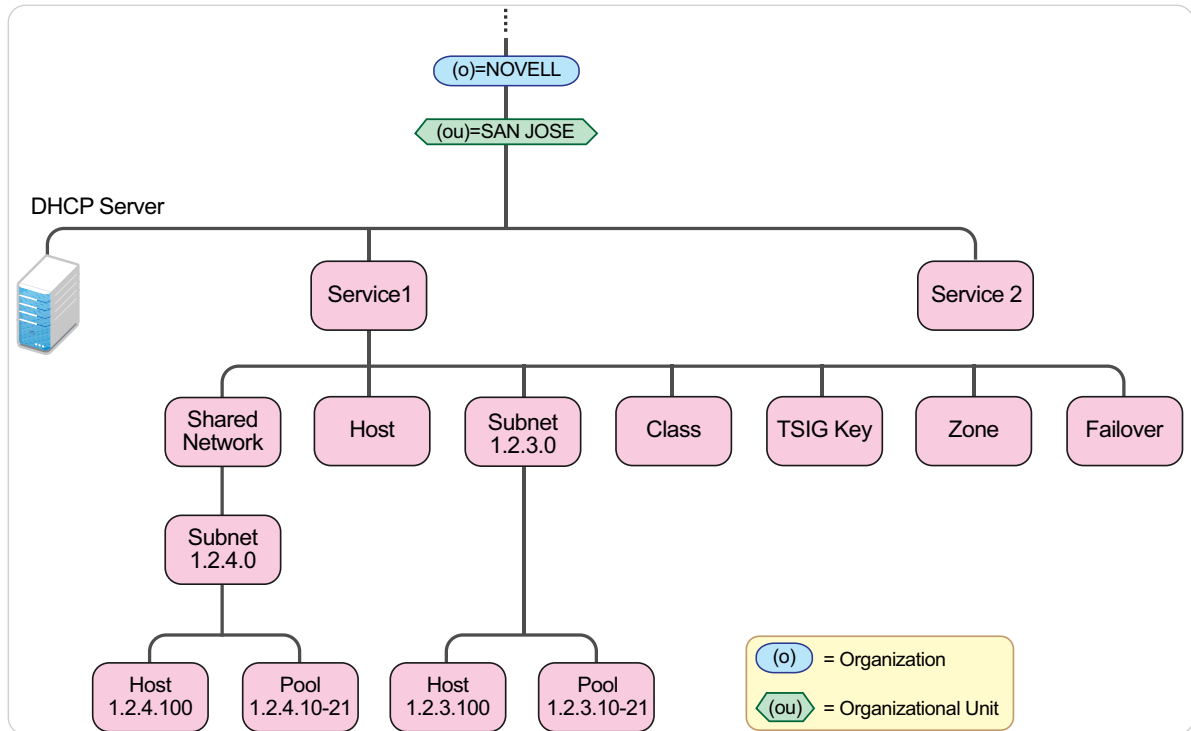 (o)=NOVELL
(ou)=SAN JOSE
DHCP Server
Service1
Service 2
Shared
Network
Host
Subnet
1.2.3.0
Class
TSIG Key
Zone
Failover
Subnet
1.2.4.0
Host
1.2.4.100
Pool
1.2.4.10-21
Host
1.2.3.100
Pool
1.2.3.10-21
(o) = Organization
(ou) = Organizational Unit